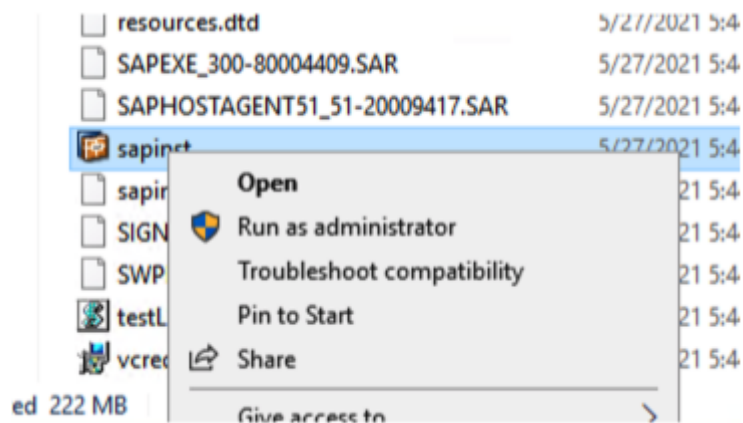 resources.dtd 5/27/2021 5:4
SAPEXE_300-80004409.SAR 5/27/2021 5:4
SAPHOSTAGENT51_51-20009417.SAR 5/27/2021 5:4
sapinst 5/27/2021 5:4
Open
sapin 21 5:4
Run as administrator
SIGN 21 5:4
Troubleshoot compatibility
SWP 21 5:4
Pin to Start
testL 21 5:4
Share
vcred 21 5:4
Give access to
ed 222 MB